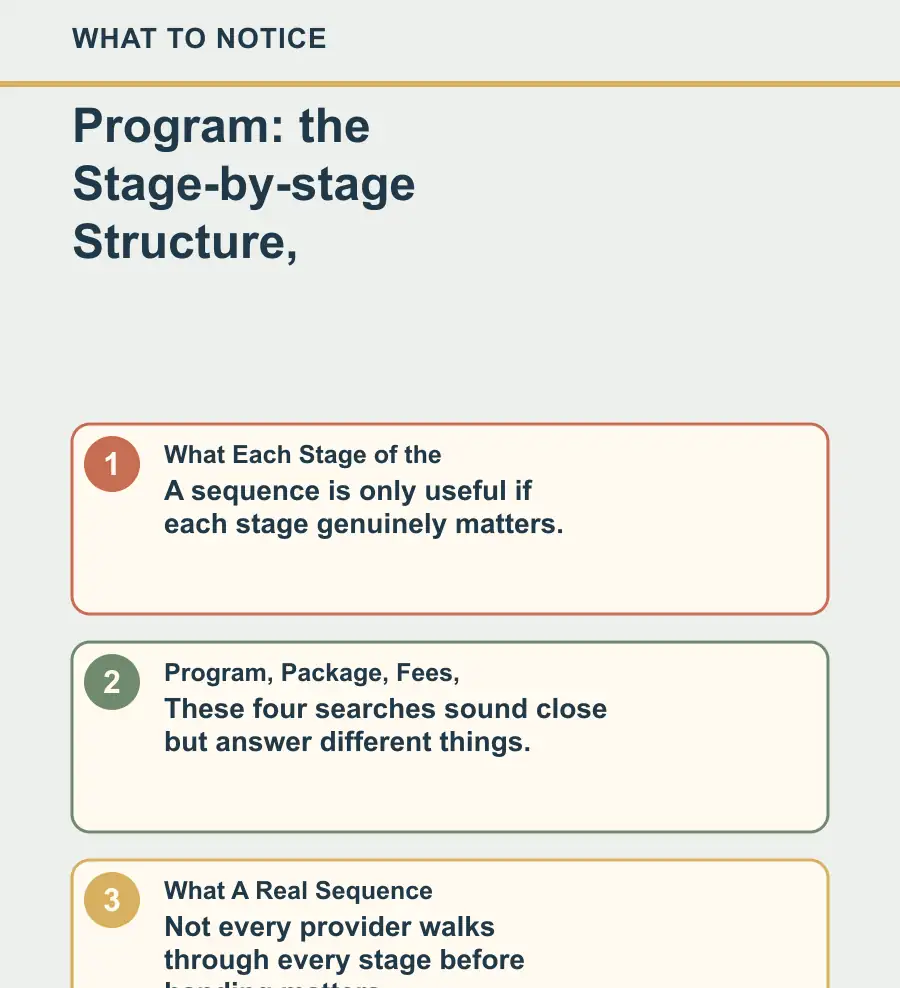 WHAT TO NOTICE
Program: the
Stage-by-stage
Structure,
1
What Each Stage of the
A sequence is only useful if
each stage genuinely matters.
2
Program, Package, Fees,
These four searches sound close
but answer different things.
3
What A Real Sequence
Not every provider walks
through every stage before